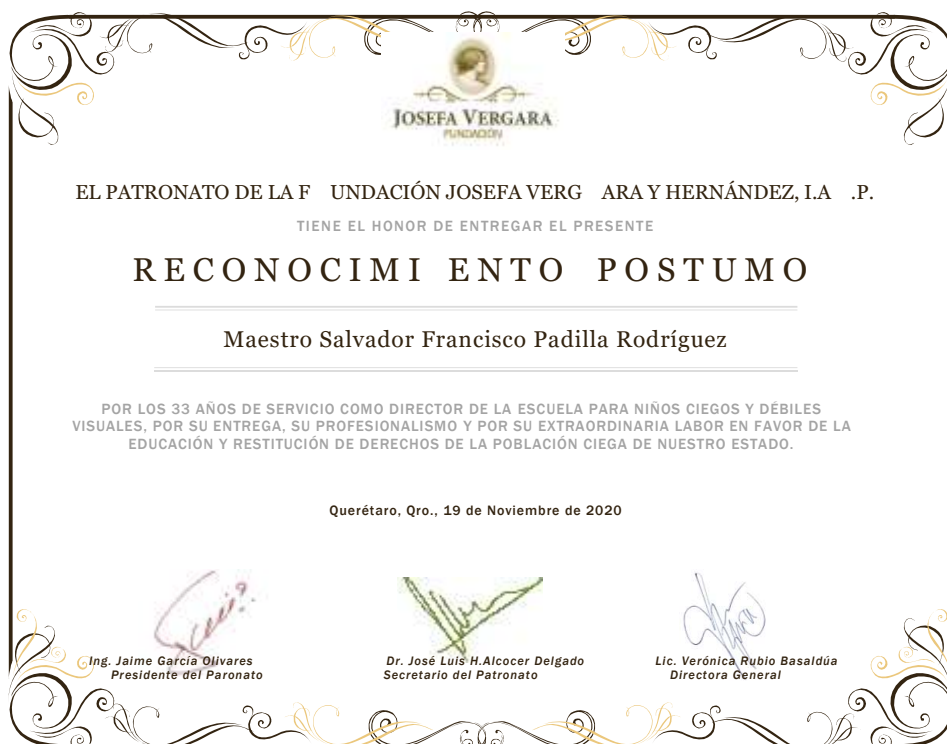 JOSEFA VERGARA
FUNDACIÓN
EL PATRONATO DE LA F UNDACIÓN JOSEFA VERG ARA Y HERNÁNDEZ, I.A .P.
TIENE EL HONOR DE ENTREGAR EL PRESENTE
RECONOCIMI ENTO POSTUMO
Maestro Salvador Francisco Padilla Rodríguez
POR LOS 33 AÑOS DE SERVICIO COMO DIRECTOR DE LA ESCUELA PARA NIÑOS CIEGOS Y DÉBILES
VISUALES, POR SU ENTREGA, SU PROFESIONALISMO Y POR SU EXTRAORDINARIA LABOR EN FAVOR DE LA
EDUCACIÓN Y RESTITUCIÓN DE DERECHOS DE LA POBLACIÓN CIEGA DE NUESTRO ESTADO.
Querétaro, Qro., 19 de Noviembre de 2020
Ing. Jaime García Olivares
Presidente del Paronato
Dr. José Luis H.Alcocer Delgado
Secretario del Patronato
Lic. Verónica Rubio Basaldúa
Directora General